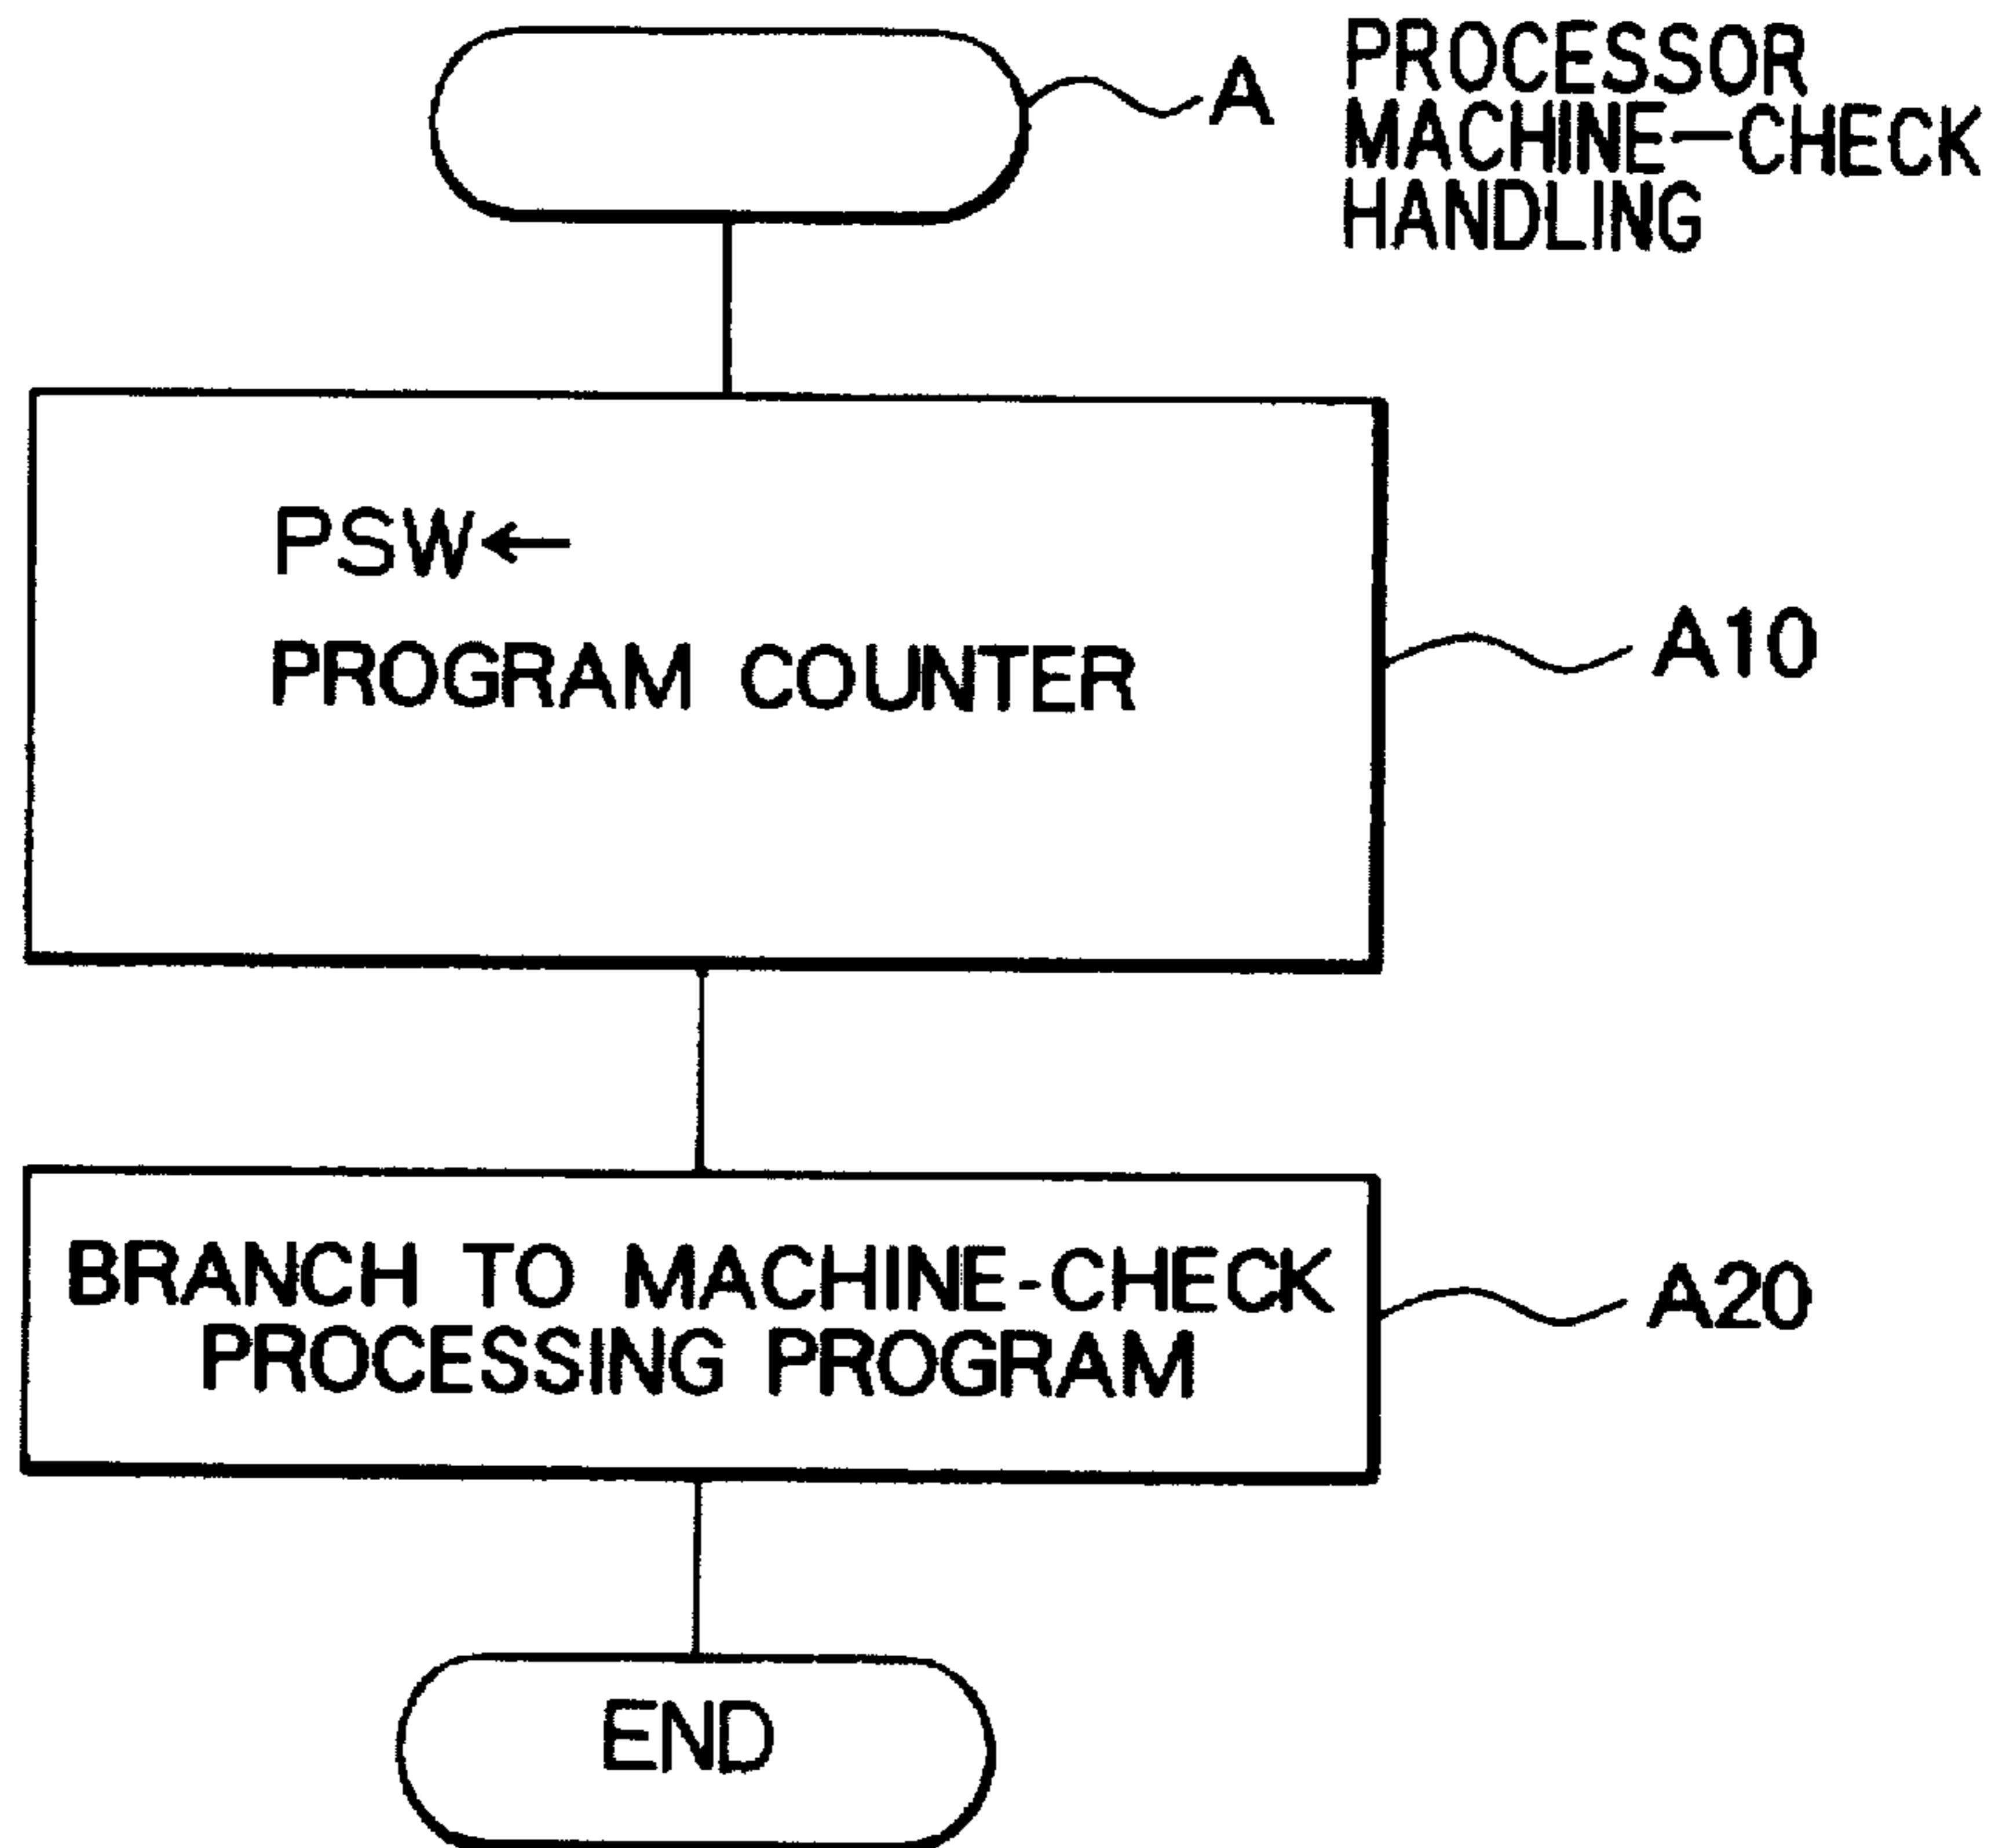 A
PROCESSOR
MACHINE-CHECK
HANDLING
PSW←
PROGRAM COUNTER
A10
BRANCH TO MACHINE-CHECK
PROCESSING PROGRAM
A20
END